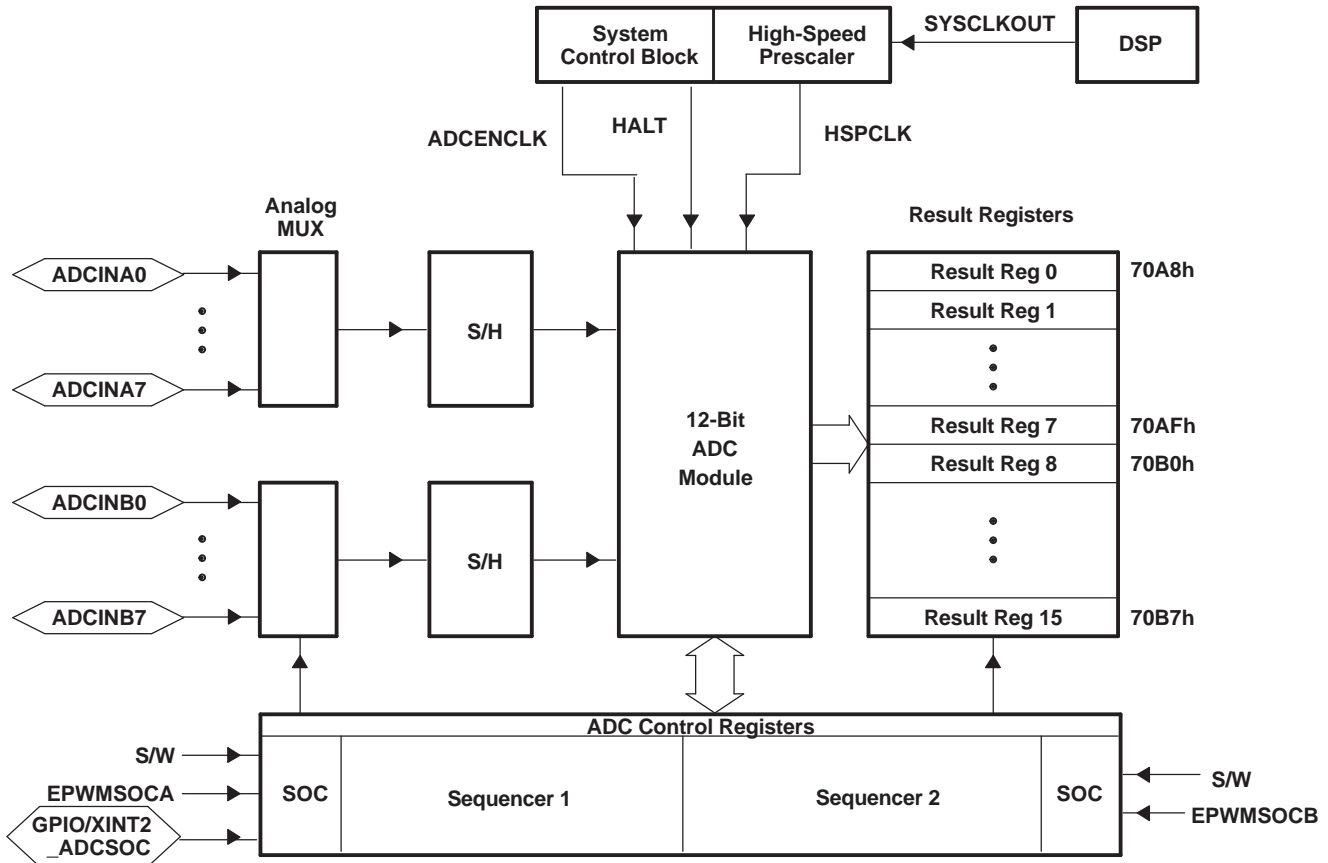 System
Control Block
High-Speed
Prescaler
SYSCLKOUT
DSP
ADCENCLK
HALT
HSPCLK
Analog
MUX
Result Registers
ADCINA0
ADCINA7
S/H
12-Bit
ADC
Module
Result Reg 0
70A8h
Result Reg 1
Result Reg 7
70AFh
Result Reg 8
70B0h
ADCINB0
ADCINB7
S/H
Result Reg 15
70B7h
ADC Control Registers
S/W
EPWMSOCA
GPIO/XINT2
_ADCSOC
SOC
Sequencer 1
Sequencer 2
SOC
S/W
EPWMSOCB